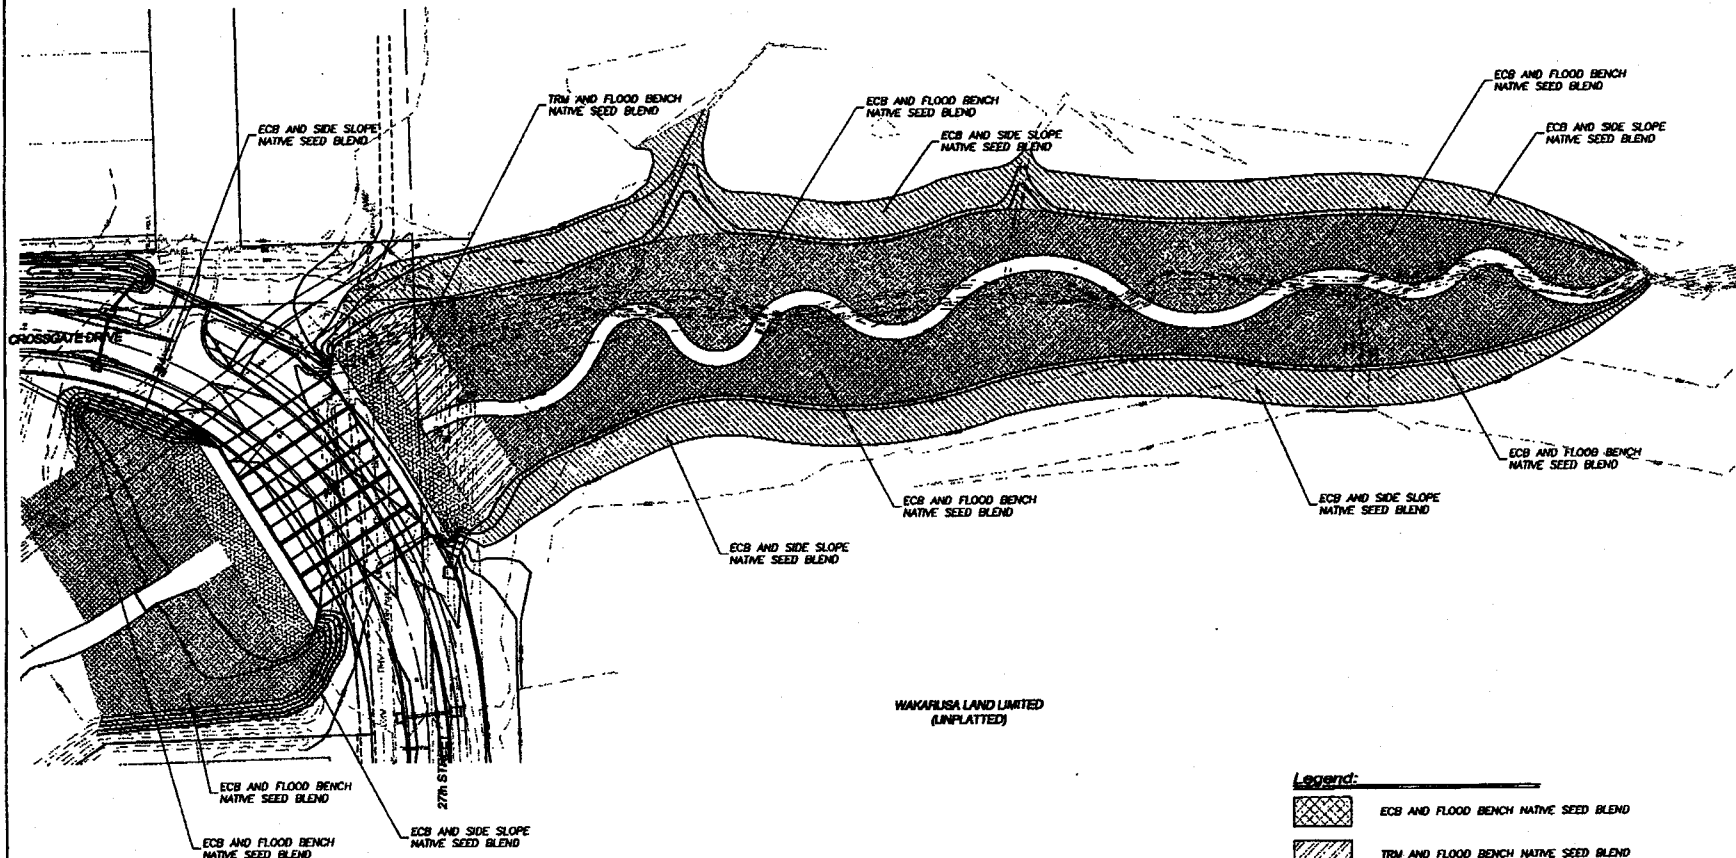 ECB AND FLOOD BENCH
NATIVE SEED BLEND
TRM AND FLOOD BENCH
NATIVE SEED BLEND
ECB AND FLOOD BENCH
NATIVE SEED BLEND
ECB AND SIDE SLOPE
NATIVE SEED BLEND
ECB AND SIDE SLOPE
NATIVE SEED BLEND
ECB AND SIDE SLOPE
NATIVE SEED BLEND
CROSSGATE DRIVE
ECB AND FLOOD BENCH
NATIVE SEED BLEND
ECB AND FLOOD BENCH
NATIVE SEED BLEND
ECB AND SIDE SLOPE
NATIVE SEED BLEND
ECB AND SIDE SLOPE
NATIVE SEED BLEND
WAKARUSA LAND LIMITED
(UNPLATTED)
27th STREET
ECB AND FLOOD BENCH
NATIVE SEED BLEND
ECB AND SIDE SLOPE
NATIVE SEED BLEND
ECB AND FLOOD BENCH
NATIVE SEED BLEND
Legend:
ECB AND FLOOD BENCH NATIVE SEED BLEND
TRM AND FLOOD BENCH NATIVE SEED BLEND